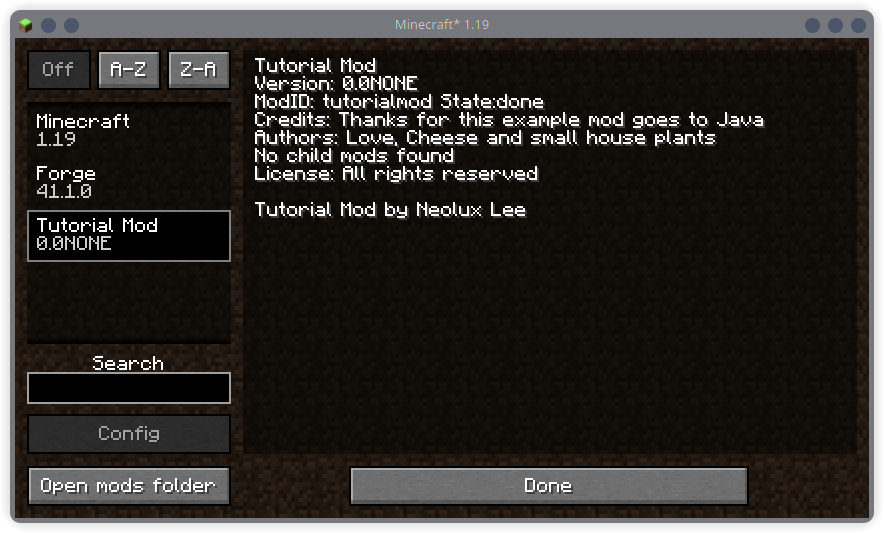 Minecraft* 1.19
Off
A-Z
Z-A
Minecraft
1.19
Forge
41.1.0
Tutorial Mod
0.0NONE
Search
Config
Open mods folder
Tutorial Mod
Version: 0.0NONE
ModID: tutorialmod State:done
Credits: Thanks for this example mod goes to Java
Authors: Love, Cheese and small house plants
No child mods found
License: All rights reserved
Tutorial Mod by Neolux Lee
Done